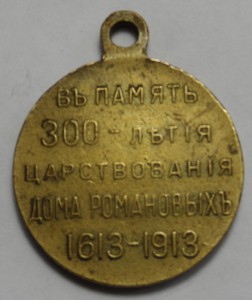 ВЪ ПАМЯТЬ
300-ЛѢТІЯ
ЦАРСТВОВАНІЯ
ДОМА РОМАНОВЫХЪ
1613-1913